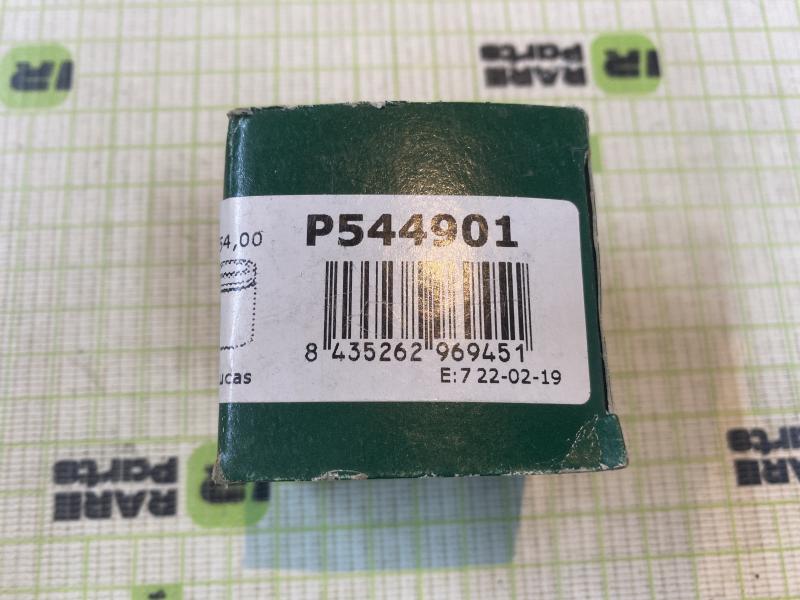 IR
RARE
Parts
IR
P544901
54,00
8 435262 969451
ucas
E:7 22-02-19
RARE
Parts
IR
RARE
Parts